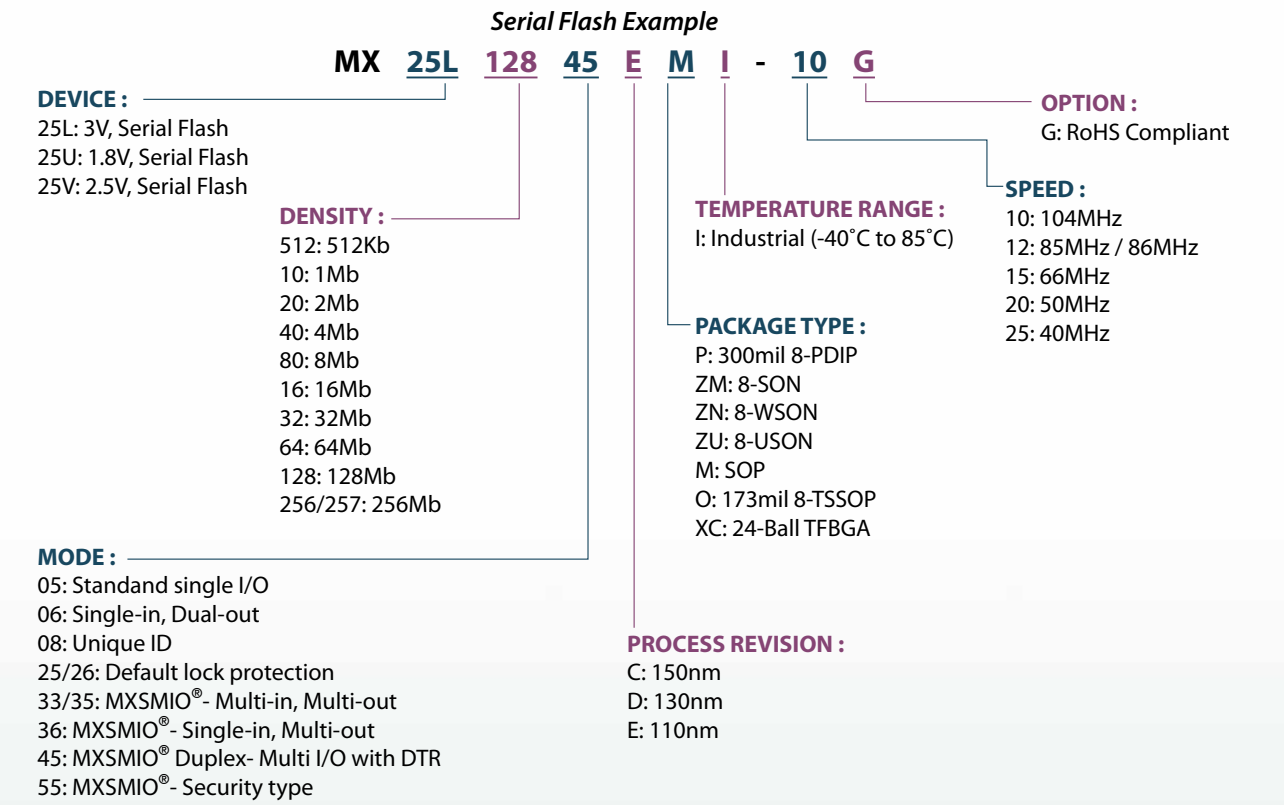 Serial Flash Example
MX 25L 128 45 E M I - 10 G
DEVICE :
25L: 3V, Serial Flash
25U: 1.8V, Serial Flash
25V: 2.5V, Serial Flash
DENSITY :
512: 512Kb
10: 1Mb
20: 2Mb
40: 4Mb
80: 8Mb
16: 16Mb
32: 32Mb
64: 64Mb
128: 128Mb
256/257: 256Mb
MODE :
05: Standand single I/O
06: Single-in, Dual-out
08: Unique ID
25/26: Default lock protection
33/35: MXSMIO®- Multi-in, Multi-out
36: MXSMIO®- Single-in, Multi-out
45: MXSMIO® Duplex- Multi I/O with DTR
55: MXSMIO®- Security type
PROCESS REVISION :
C: 150nm
D: 130nm
E: 110nm
PACKAGE TYPE :
P: 300mil 8-PDIP
ZM: 8-SON
ZN: 8-WSON
ZU: 8-USON
M: SOP
O: 173mil 8-TSSOP
XC: 24-Ball TFBGA
TEMPERATURE RANGE :
I: Industrial (-40˚C to 85˚C)
SPEED :
10: 104MHz
12: 85MHz / 86MHz
15: 66MHz
20: 50MHz
25: 40MHz
OPTION :
G: RoHS Compliant